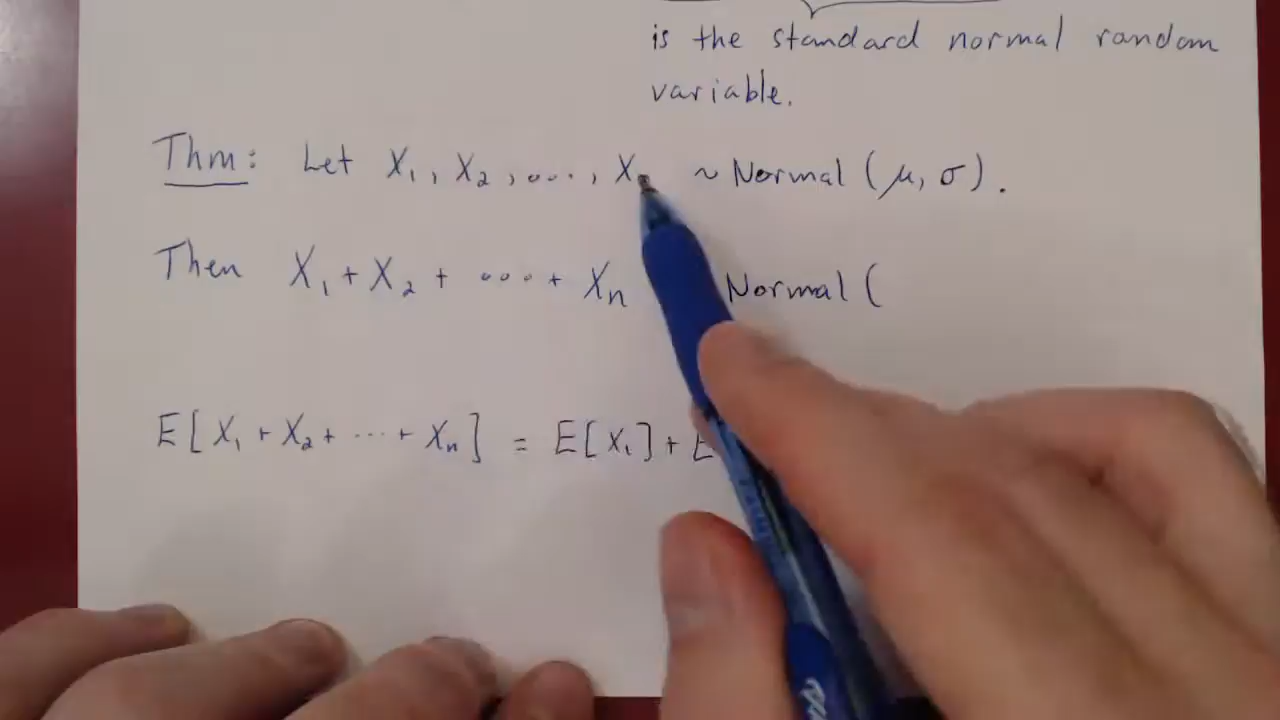 is the standard normal random
variable.
Thm: Let X₁, X₂, ..., X ~ Normal (μ, σ).
Then X₁ + X₂ + ... + Xₙ Normal (
E[X₁ + X₂ + ... + Xₙ] = E[X₁] + E